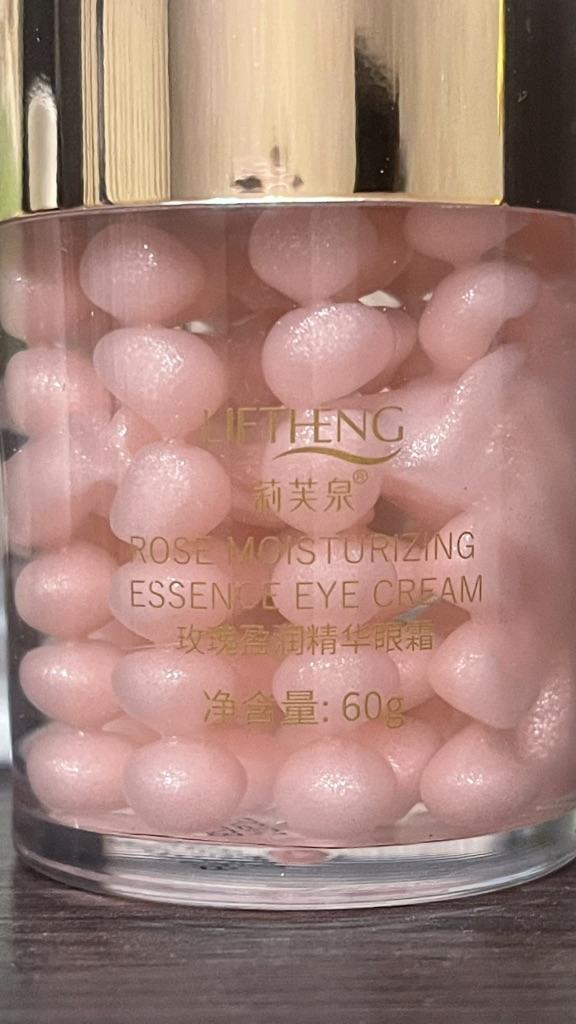 LIFTHENG
莉芙泉®
ROSE MOISTURIZING
ESSENCE EYE CREAM
玫瑰盈润精华眼霜
净含量: 60g